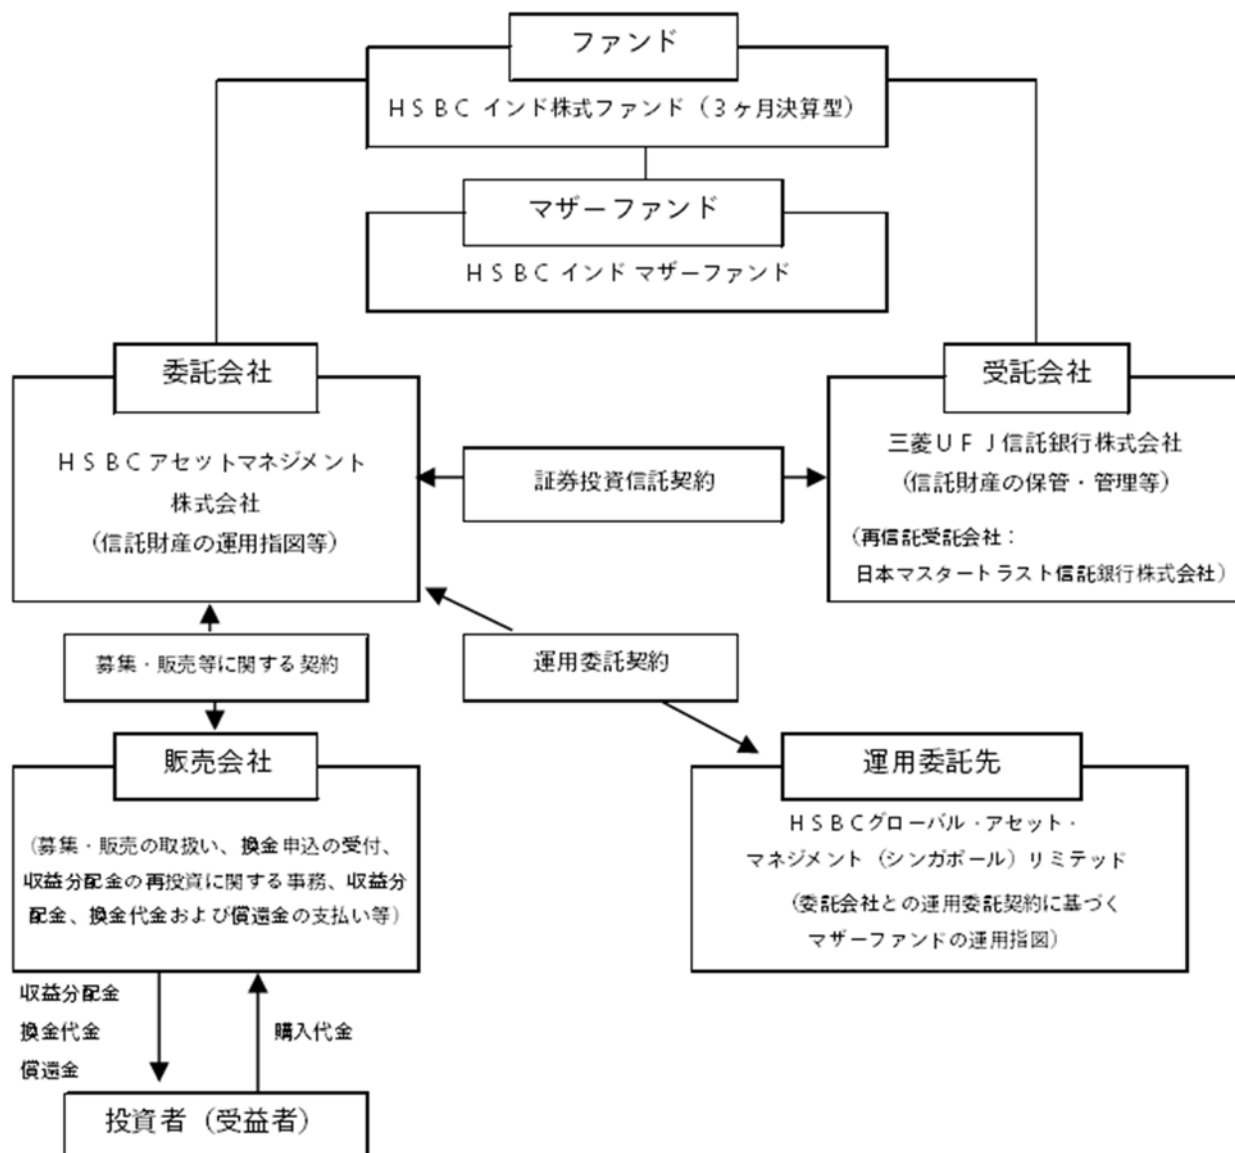 ファンド
ＨＳＢＣ インド株式ファンド（３ヶ月決算型）
マザーファンド
ＨＳＢＣ インド マザーファンド
委託会社
ＨＳＢＣアセットマネジメント
株式会社
（信託財産の運用指図等）
証券投資信託契約
受託会社
三菱ＵＦＪ信託銀行株式会社
（信託財産の保管・管理等）
（再信託受託会社：
日本マスタートラスト信託銀行株式会社）
募集・販売等に関する契約
運用委託契約
販売会社
（募集・販売の取扱い、換金申込の受付、
収益分配金の再投資に関する事務、収益分
配金、換金代金および償還金の支払い等）
運用委託先
ＨＳＢＣグローバル・アセット・
マネジメント（シンガポール）リミテッド
（委託会社との運用委託契約に基づく
マザーファンドの運用指図）
収益分配金
換金代金
償還金
購入代金
投資者（受益者）